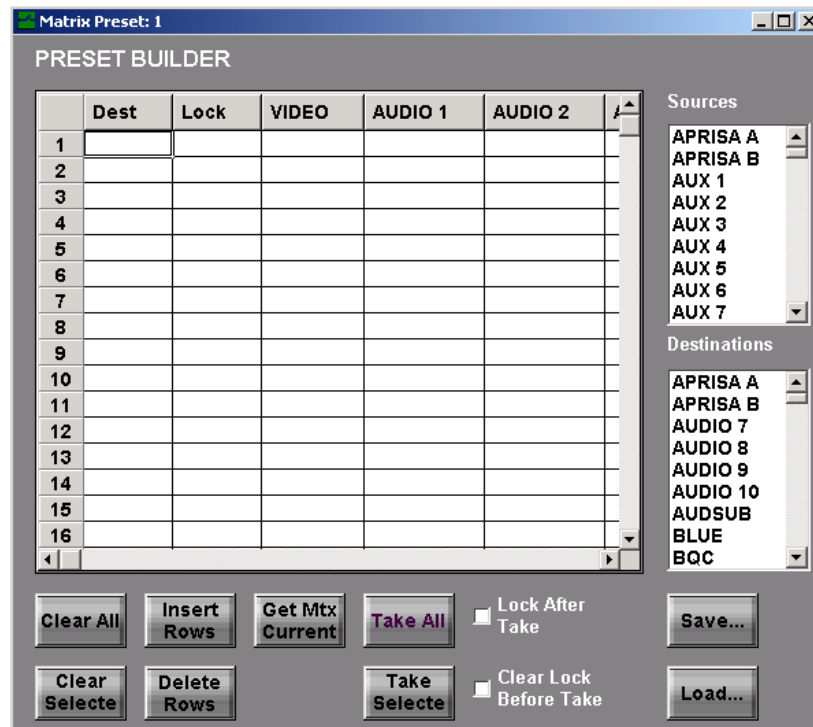 Matrix Preset: 1
PRESET BUILDER
Dest Lock VIDEO AUDIO 1 AUDIO 2 A
1
2
3
4
5
6
7
8
9
10
11
12
13
14
15
16
Sources
APRISA A
APRISA B
AUX 1
AUX 2
AUX 3
AUX 4
AUX 5
AUX 6
AUX 7
Destinations
APRISA A
APRISA B
AUDIO 7
AUDIO 8
AUDIO 9
AUDIO 10
AUDSUB
BLUE
BQC
Clear All
Insert
Rows
Get Mtx
Current
Take All
Lock After
Take
Save...
Clear
Selecte
Delete
Rows
Take
Selecte
Clear Lock
Before Take
Load...